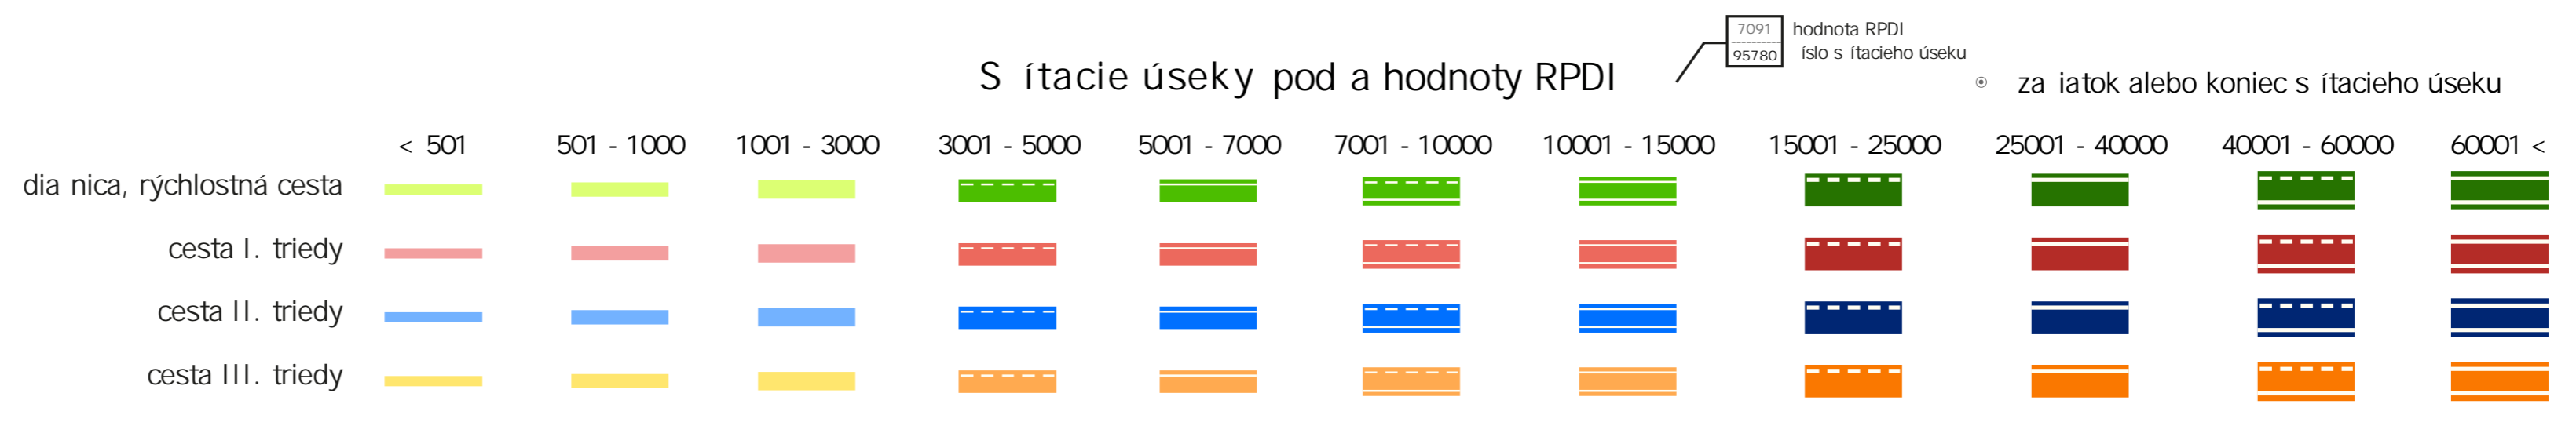 7091
hodnota RPDI
95780
íslo s ítacieho úseku
S ítacie úseky pod a hodnoty RPDI
za iatok alebo koniec s ítacieho úseku
< 501
501 - 1000
1001 - 3000
3001 - 5000
5001 - 7000
7001 - 10000
10001 - 15000
15001 - 25000
25001 - 40000
40001 - 60000
60001 <
dia nica, rýchlostná cesta
cesta I. triedy
cesta II. triedy
cesta III. triedy